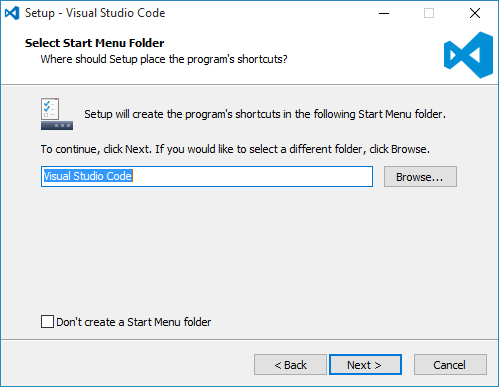 Setup - Visual Studio Code
Select Start Menu Folder
Where should Setup place the program's shortcuts?
Setup will create the program's shortcuts in the following Start Menu folder.
To continue, click Next. If you would like to select a different folder, click Browse.
Visual Studio Code
Browse...
Don't create a Start Menu folder
< Back
Next >
Cancel